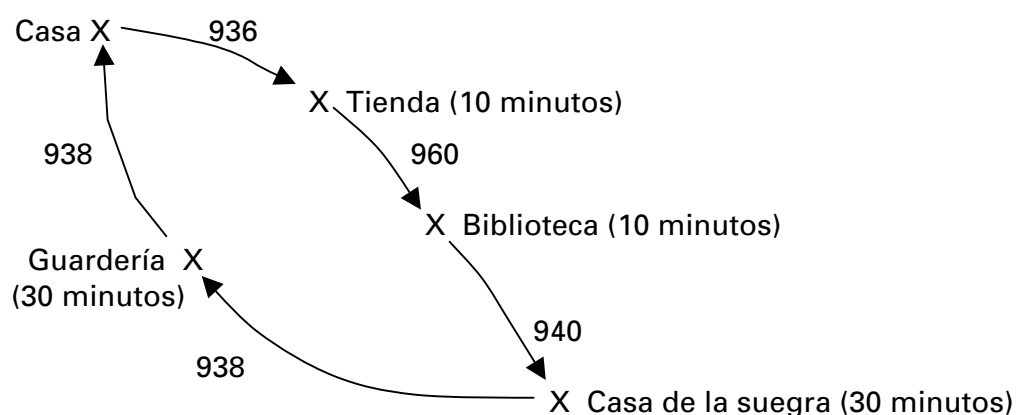 Casa X
936
X Tienda (10 minutos)
938
960
X Biblioteca (10 minutos)
Guardería X
(30 minutos)
940
938
X Casa de la suegra (30 minutos)